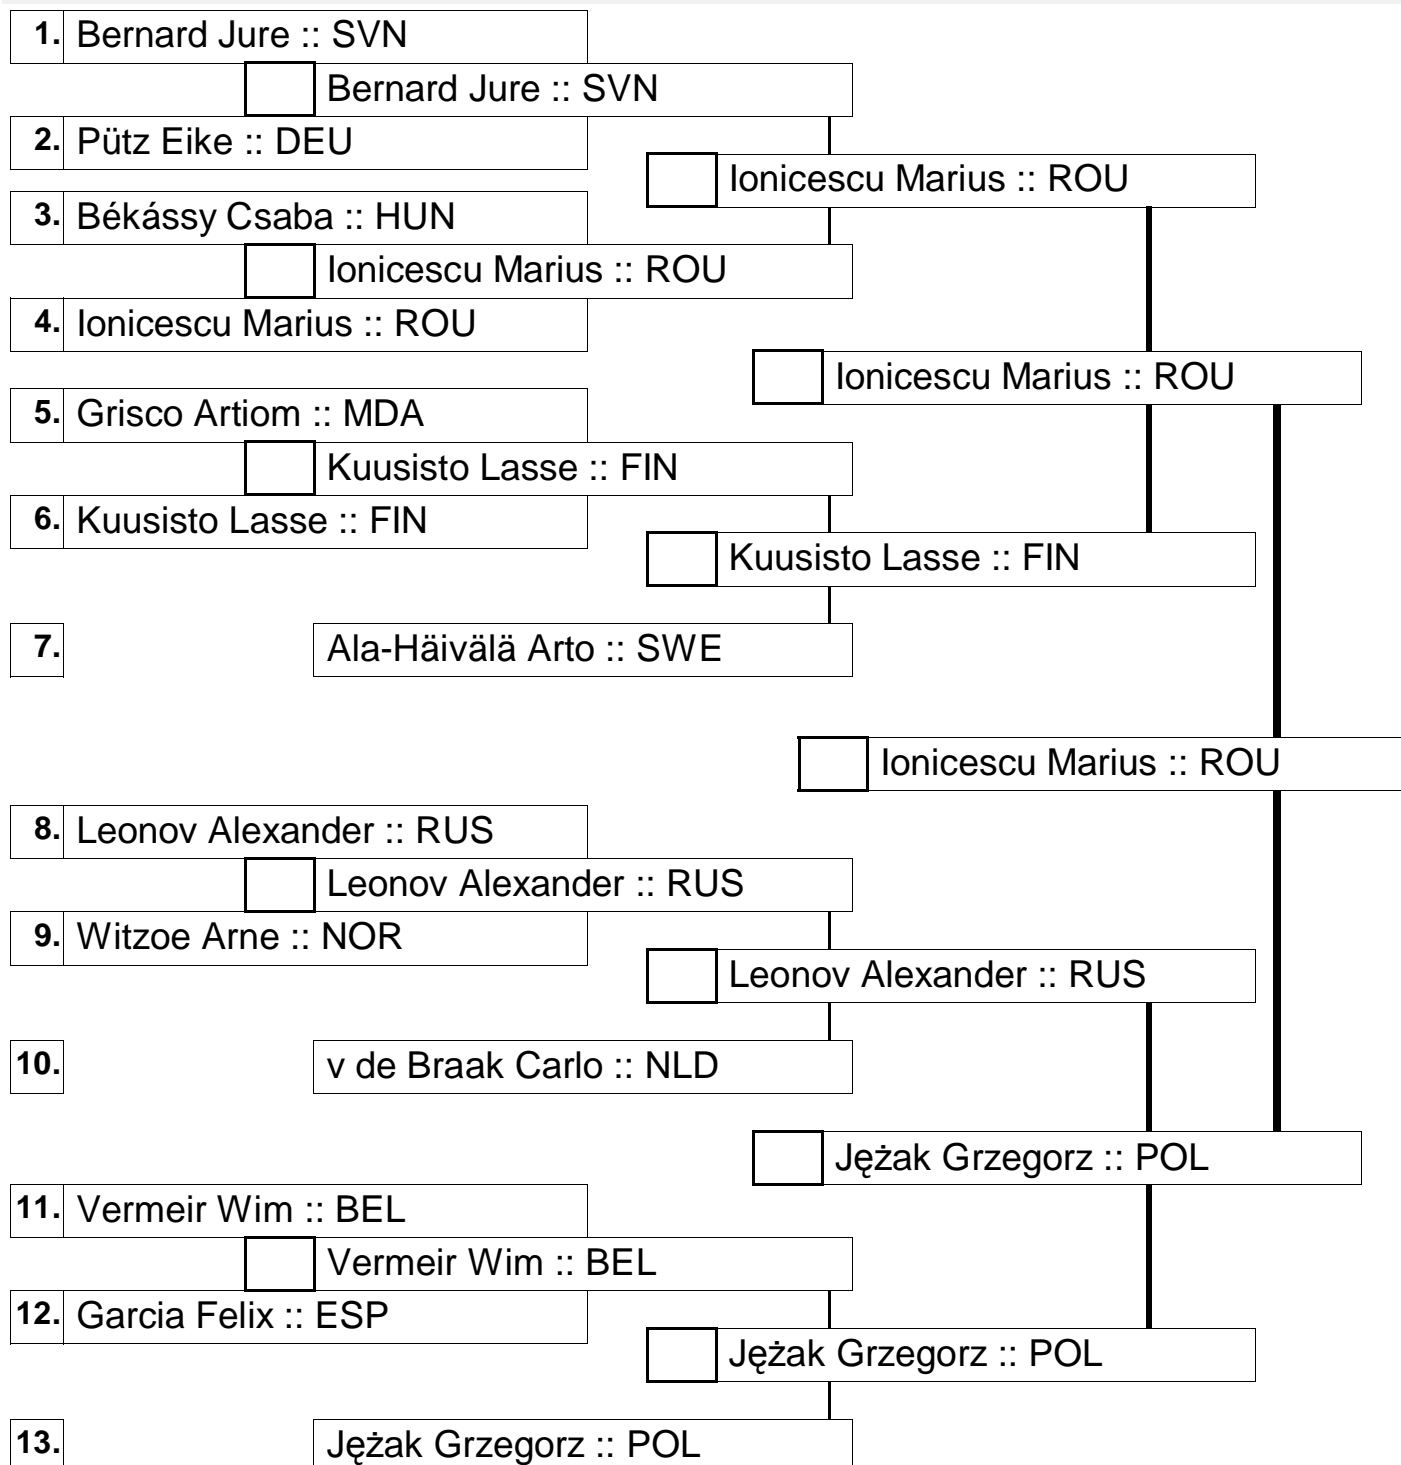 1. Bernard Jure :: SVN
Bernard Jure :: SVN
2. Pütz Eike :: DEU
Ionicescu Marius :: ROU
3. Békássy Csaba :: HUN
Ionicescu Marius :: ROU
4. Ionicescu Marius :: ROU
Ionicescu Marius :: ROU
5. Grisco Artiom :: MDA
Kuusisto Lasse :: FIN
6. Kuusisto Lasse :: FIN
Kuusisto Lasse :: FIN
7. Ala-Häivälä Arto :: SWE
Ionicescu Marius :: ROU
8. Leonov Alexander :: RUS
Leonov Alexander :: RUS
9. Witzoe Arne :: NOR
Leonov Alexander :: RUS
10. v de Braak Carlo :: NLD
Jężak Grzegorz :: POL
11. Vermeir Wim :: BEL
Vermeir Wim :: BEL
12. Garcia Felix :: ESP
Jężak Grzegorz :: POL
13. Jężak Grzegorz :: POL